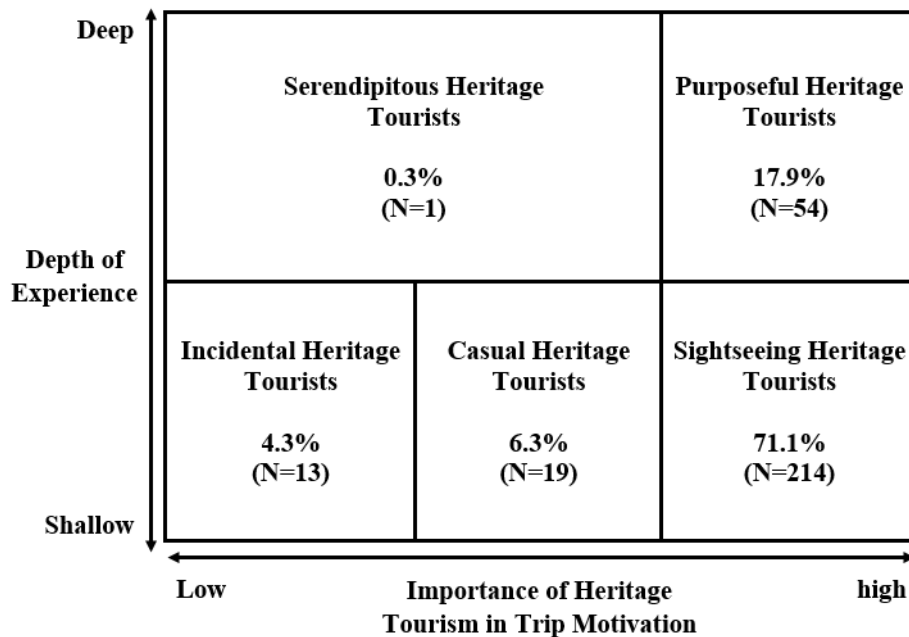 Deep
Serendipitous Heritage
Tourists
0.3%
(N=1)
Purposeful Heritage
Tourists
17.9%
(N=54)
Depth of
Experience
Incidental Heritage
Tourists
4.3%
(N=13)
Casual Heritage
Tourists
6.3%
(N=19)
Sightseeing Heritage
Tourists
71.1%
(N=214)
Shallow
Low
Importance of Heritage
Tourism in Trip Motivation
high